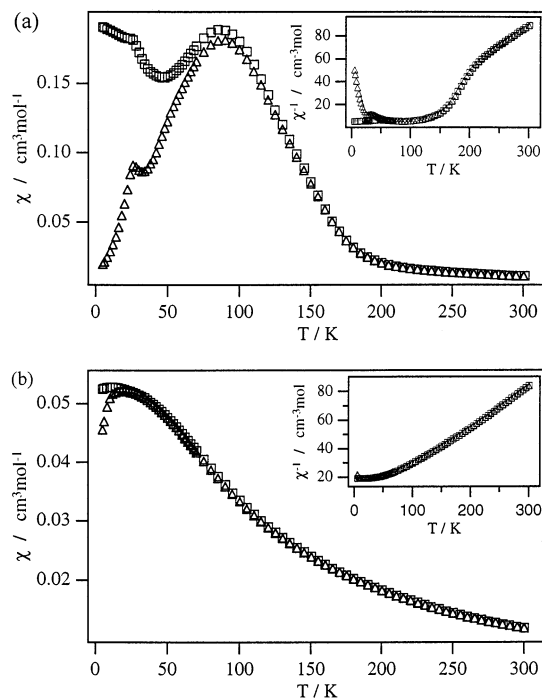 (a)
0.15
0.10
0.05
χ / cm³mol⁻¹
80
60
40
20
χ⁻¹ / cm⁻³mol
0 100 200 300
T / K
0 50 100 150 200 250 300
T / K
(b)
0.05
0.04
0.03
0.02
χ / cm³mol⁻¹
80
60
40
20
χ⁻¹ / cm⁻³mol
0 100 200 300
T / K
0 50 100 150 200 250 300
T / K